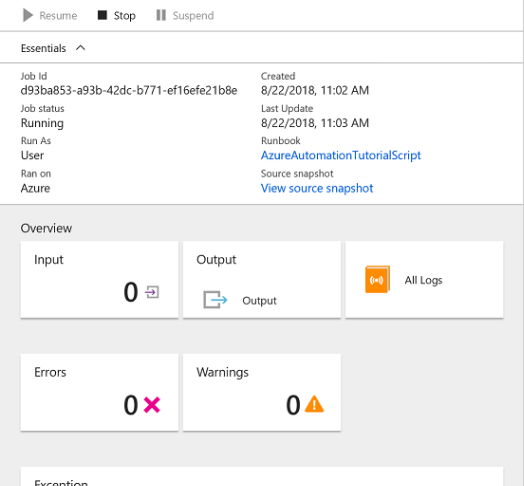 Resume Stop Suspend
Essentials
Job Id Created
d93ba853-a93b-42dc-b771-ef16efe21b8e 8/22/2018, 11:02 AM
Job status Last Update
Running 8/22/2018, 11:03 AM
Run As Runbook
User AzureAutomationTutorialScript
Ran on Source snapshot
Azure View source snapshot
Overview
Input Output
0 Output All Logs
Errors Warnings
0 0
Exception